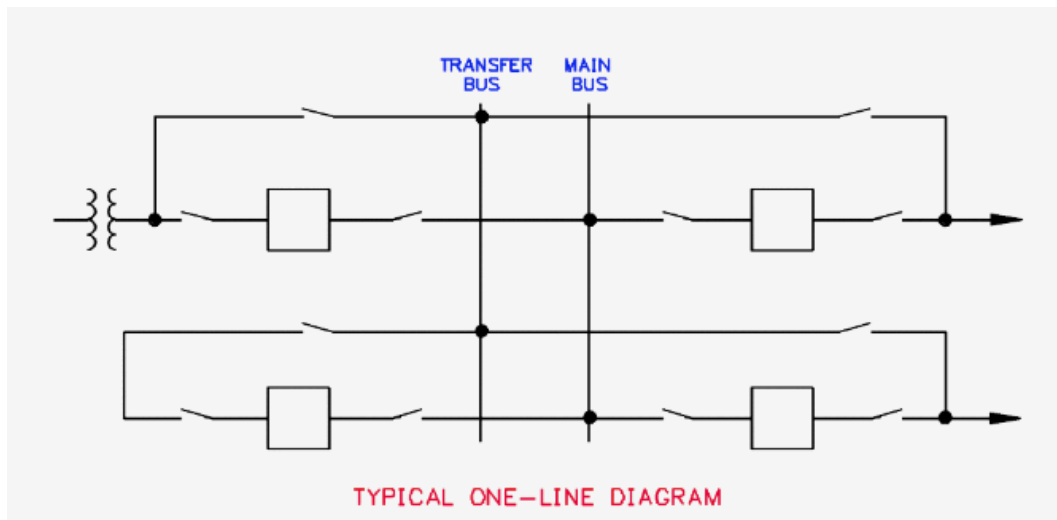 TRANSFER
BUS
MAIN
BUS
TYPICAL ONE-LINE DIAGRAM